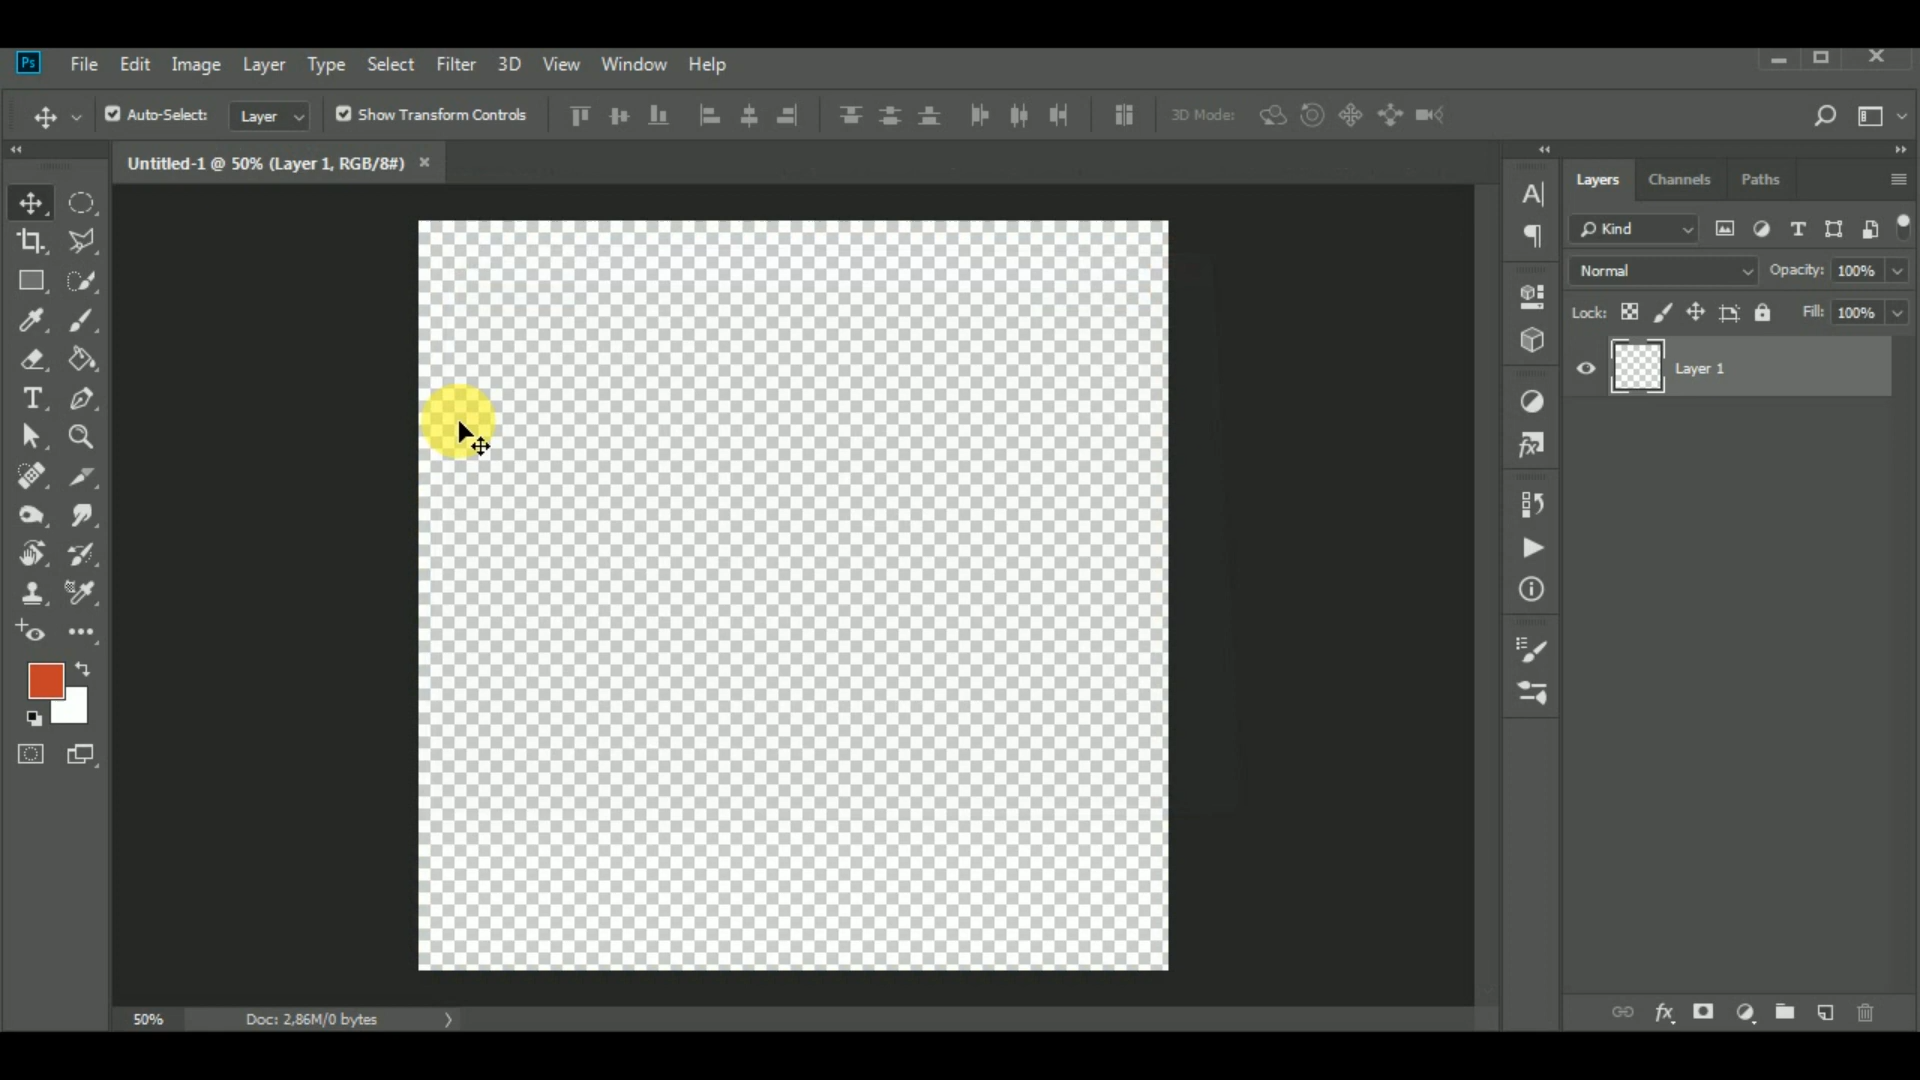 Ps File Edit Image Layer Type Select Filter 3D View Window Help
Auto-Select: Layer Show Transform Controls 3D Mode:
Untitled-1 @ 50% (Layer 1, RGB/8#)
Layers Channels Paths
Kind
Normal Opacity: 100%
Lock: Fill: 100%
Layer 1
50% Doc: 2,86M/0 bytes